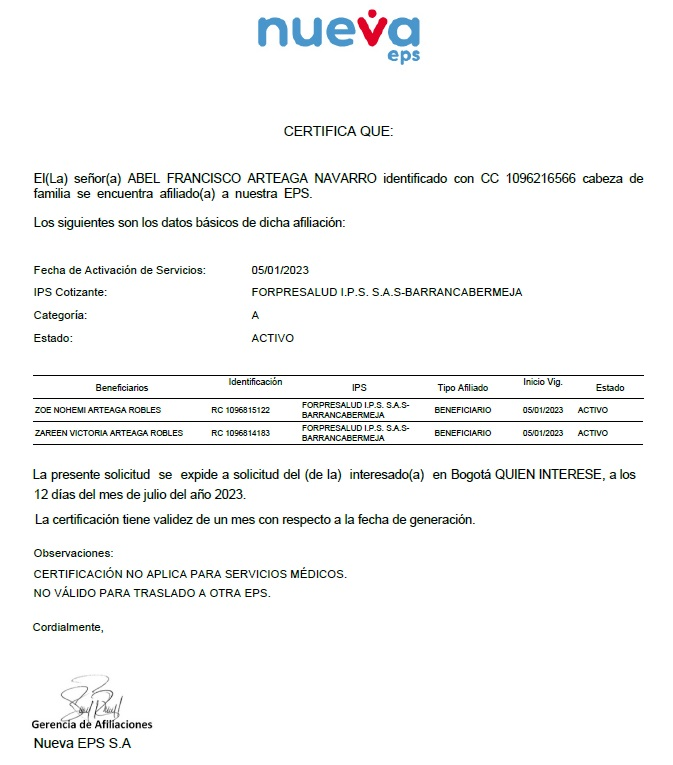 nueva
eps
CERTIFICA QUE:
El(La) señor(a) ABEL FRANCISCO ARTEAGA NAVARRO identificado con CC 1096216566 cabeza de
familia se encuentra afiliado(a) a nuestra EPS.
Los siguientes son los datos básicos de dicha afiliación:
Fecha de Activación de Servicios: 05/01/2023
IPS Cotizante: FORPRESALUD I.P.S. S.A.S-BARRANCABERMEJA
Categoría: A
Estado: ACTIVO
Beneficiarios Identificación IPS Tipo Afiliado Inicio Vig. Estado
ZOE NOHEMI ARTEAGA ROBLES RC 1096815122 FORPRESALUD I.P.S. S.A.S- BENEFICIARIO 05/01/2023 ACTIVO
BARRANCABERMEJA
ZAREEN VICTORIA ARTEAGA ROBLES RC 1096814183 FORPRESALUD I.P.S. S.A.S- BENEFICIARIO 05/01/2023 ACTIVO
BARRANCABERMEJA
La presente solicitud se expide a solicitud del (de la) interesado(a) en Bogotá QUIEN INTERESE, a los
12 días del mes de julio del año 2023.
La certificación tiene validez de un mes con respecto a la fecha de generación.
Observaciones:
CERTIFICACIÓN NO APLICA PARA SERVICIOS MÉDICOS.
NO VÁLIDO PARA TRASLADO A OTRA EPS.
Cordialmente,
Gerencia de Afiliaciones
Nueva EPS S.A